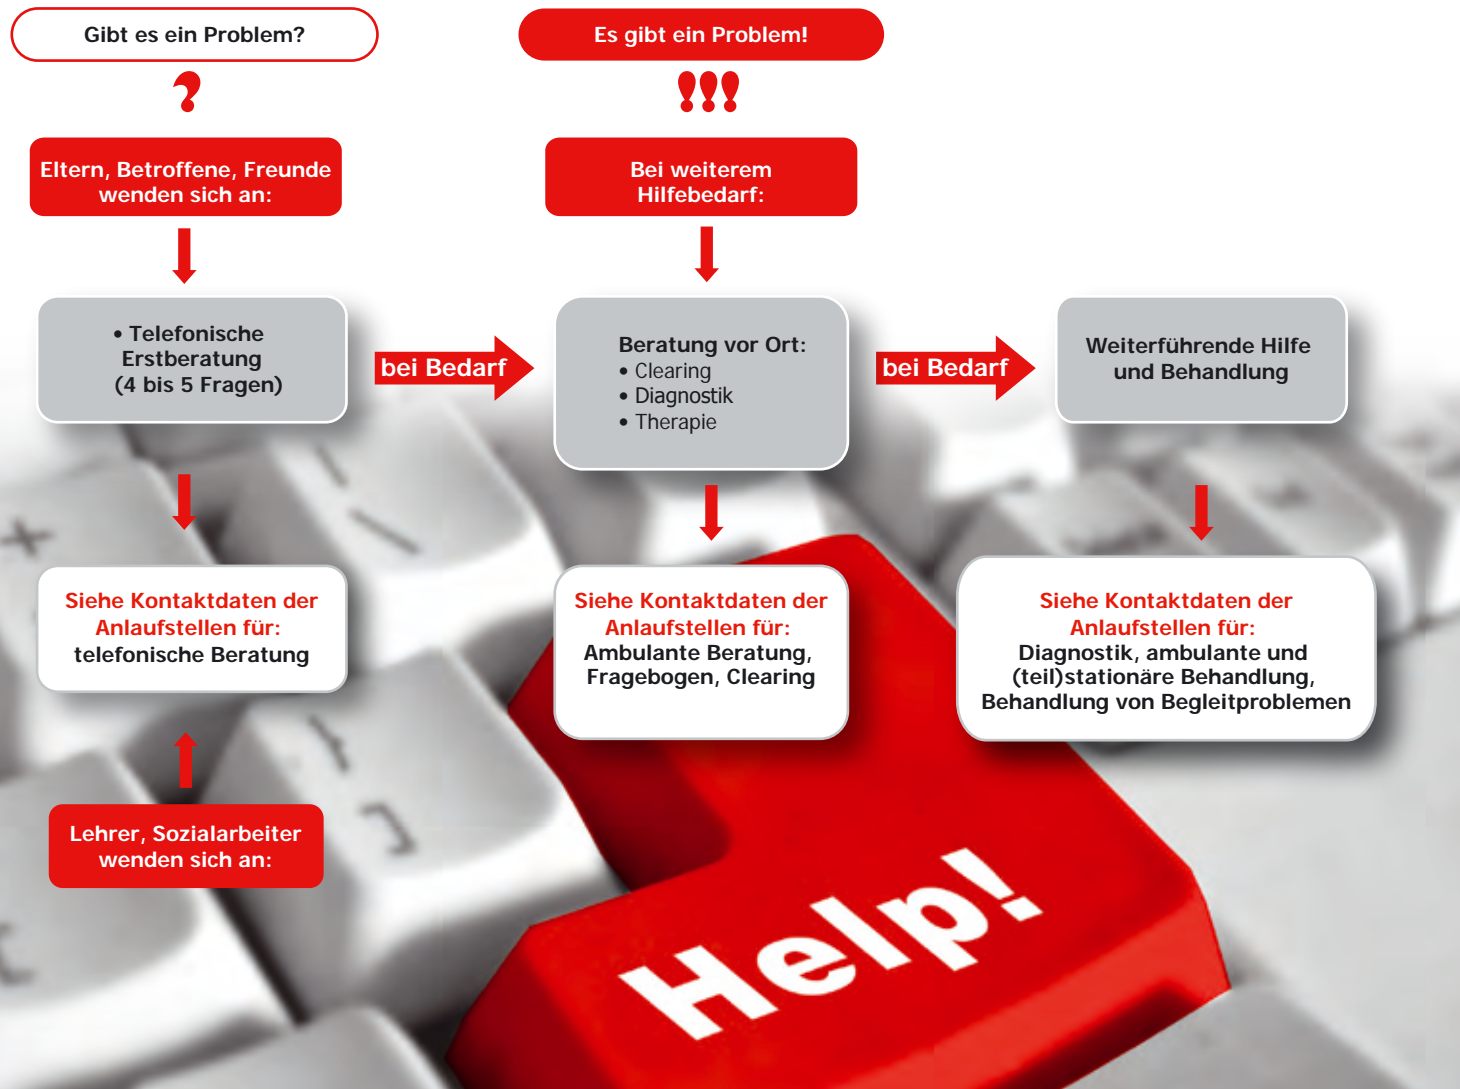 Gibt es ein Problem?
Eltern, Betroffene, Freunde
wenden sich an:
• Telefonische
Erstberatung
(4 bis 5 Fragen)
bei Bedarf
Siehe Kontaktdaten der
Anlaufstellen für:
telefonische Beratung
Lehrer, Sozialarbeiter
wenden sich an:
Es gibt ein Problem!
!!!
Bei weiterem
Hilfebedarf:
Beratung vor Ort:
• Clearing
• Diagnostik
• Therapie
bei Bedarf
Siehe Kontaktdaten der
Anlaufstellen für:
Ambulante Beratung,
Fragebogen, Clearing
Weiterführende Hilfe
und Behandlung
Siehe Kontaktdaten der
Anlaufstellen für:
Diagnostik, ambulante und
(teil)stationäre Behandlung,
Behandlung von Begleitproblemen
Help!